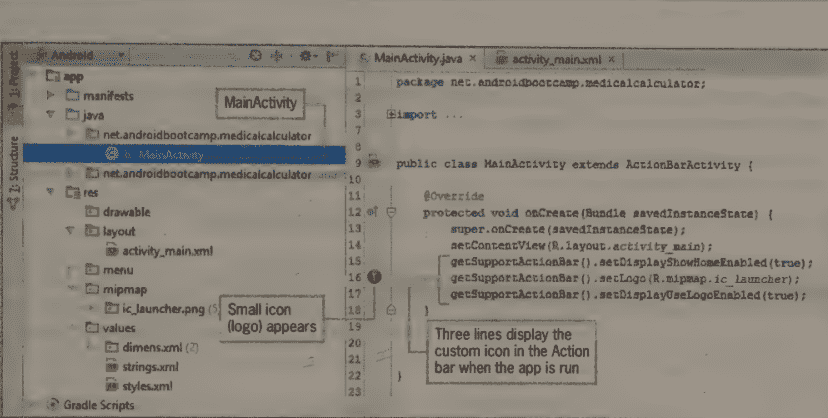 1: Project
2: Structure
Android
app
manifests
java
net.androidbootcamp.medicalcalculator
MainActivity
net.androidbootcamp.medicalcalculator
res
drawable
layout
activity_main.xml
menu
mipmap
ic_launcher.png
values
dimens.xml (2)
strings.xml
styles.xml
Gradle Scripts
MainActivity
Small icon
(logo) appears
MainActivity.java × activity_main.xml ×
1 package net.androidbootcamp.medicalcalculator;
2
3 import ...
7
8
9 public class MainActivity extends ActionBarActivity {
10
11 @Override
12 protected void onCreate(Bundle savedInstanceState) {
13 super.onCreate(savedInstanceState);
14 setContentView(R.layout.activity_main);
15 getSupportActionBar().setDisplayShowHomeEnabled(true);
16 getSupportActionBar().setLogo(R.mipmap.ic_launcher);
17 getSupportActionBar().setDisplayUseLogoEnabled(true);
18 }
19
20
21
22 }
23
Three lines display the
custom icon in the Action
bar when the app is run